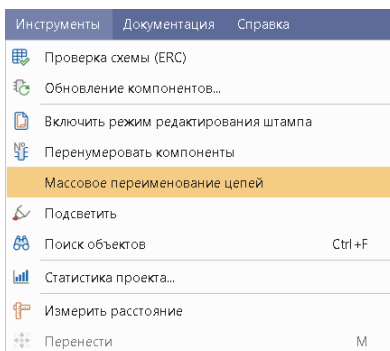 Инструменты Документация Справка
Проверка схемы (ERC)
Обновление компонентов...
Включить режим редактирования штампа
Перенумеровать компоненты
Массовое переименование цепей
Подсветить
Поиск объектов Ctrl+F
Статистика проекта...
Измерить расстояние
Перенести M